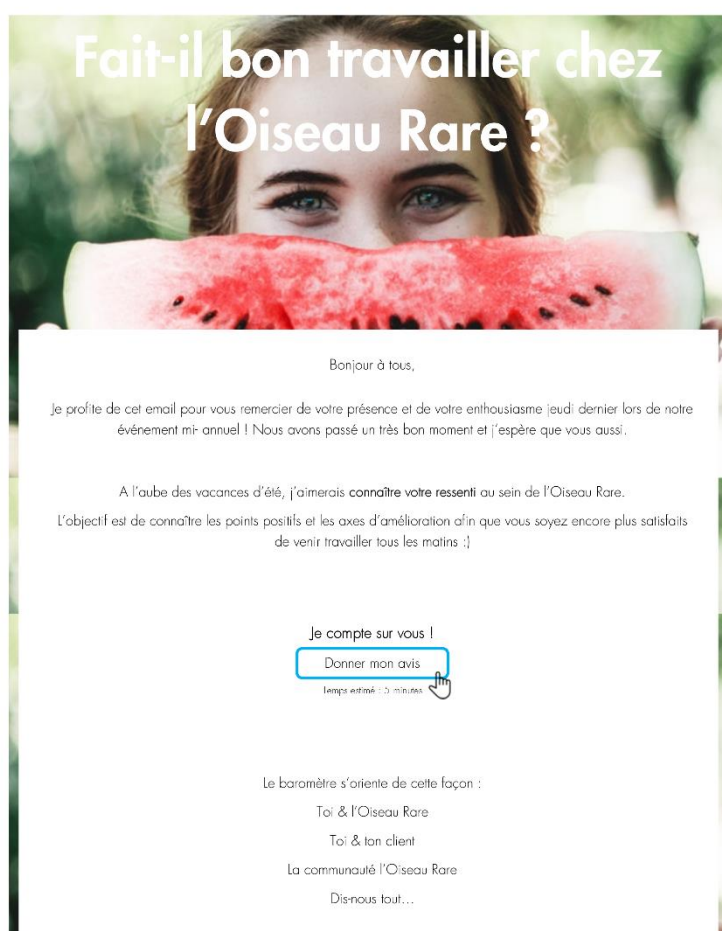 Fait-il bon travailler chez
l'Oiseau Rare ?
Bonjour à tous,
Je profite de cet email pour vous remercier de votre présence et de votre enthousiasme jeudi dernier lors de notre
événement mi- annuel ! Nous avons passé un très bon moment et j'espère que vous aussi.
A l'aube des vacances d'été, j'aimerais connaître votre ressenti au sein de l'Oiseau Rare.
L'objectif est de connaître les points positifs et les axes d'amélioration afin que vous soyez encore plus satisfaits
de venir travailler tous les matins :)
Je compte sur vous !
Donner mon avis
Temps estimé : minutes
Le baromètre s'oriente de cette façon :
Toi & l'Oiseau Rare
Toi & ton client
La communauté l'Oiseau Rare
Dis-nous tout...